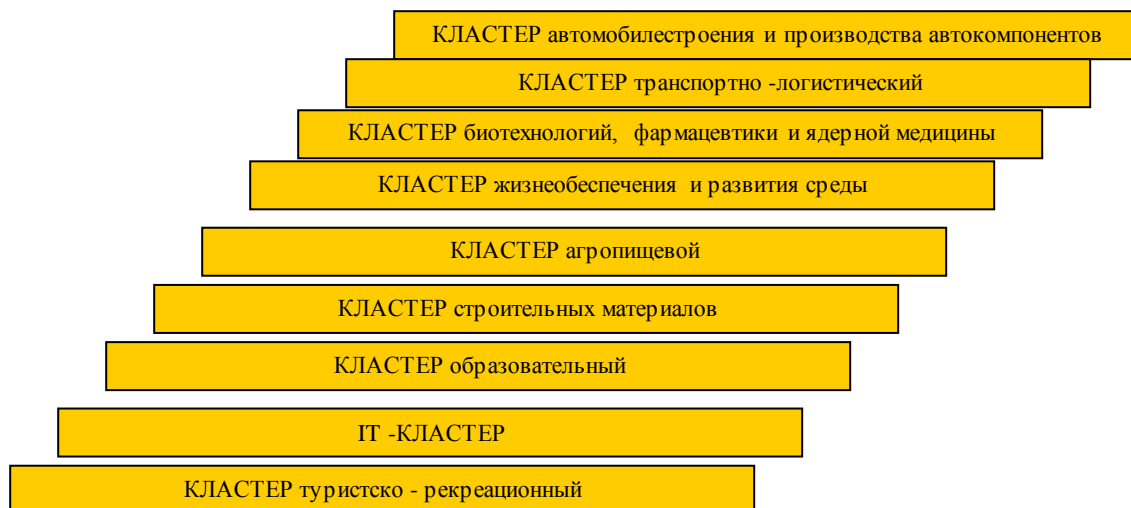 КЛАСТЕР автомобилестроения и производства автокомпонентов
КЛАСТЕР транспортно -логистический
КЛАСТЕР биотехнологий, фармацевтики и ядерной медицины
КЛАСТЕР жизнеобеспечения и развития среды
КЛАСТЕР агропищевой
КЛАСТЕР строительных материалов
КЛАСТЕР образовательный
IT -КЛАСТЕР
КЛАСТЕР туристско - рекреационный